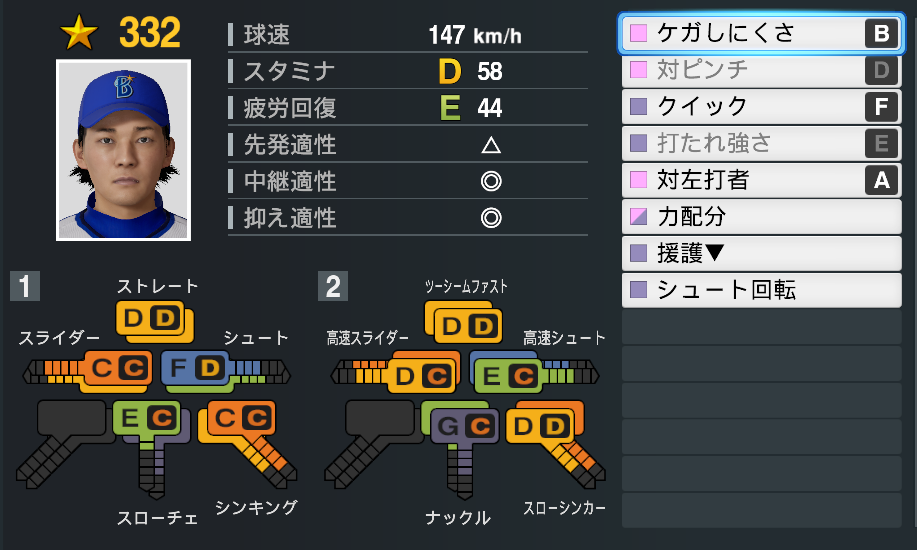 332
球速 147 km/h
スタミナ D 58
疲労回復 E 44
先発適性 △
中継適性 ◎
抑え適性 ◎
B
ケガしにくさ B
対ピンチ D
クイック F
打たれ強さ E
対左打者 A
力配分
援護▼
シュート回転
1
ストレート
D D
スライダー
C C
シュート
F D
E C
C C
スローチェ
シンキング
2
ツーシームファスト
D D
高速スライダー
D C
高速シュート
E C
G C
D D
ナックル
スローシンカー